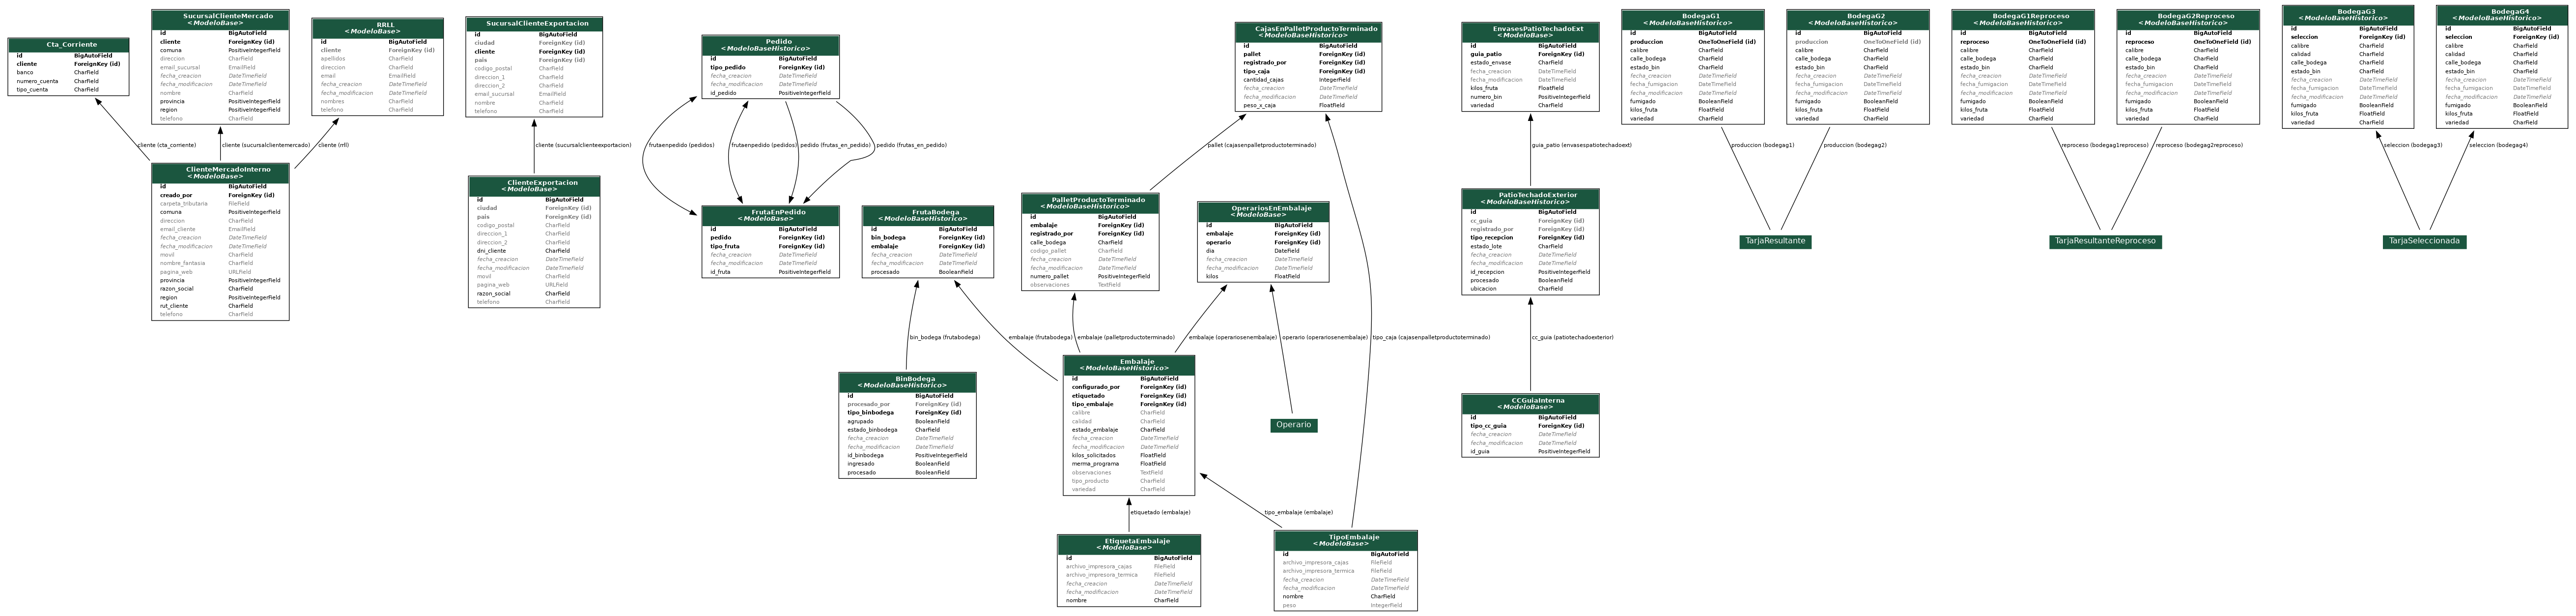 Cta_Corriente
id BigAutoField
cliente ForeignKey (id)
banco CharField
numero_cuenta CharField
tipo_cuenta CharField
SucursalClienteMercado
<ModeloBase>
id BigAutoField
cliente ForeignKey (id)
comuna PositiveIntegerField
direccion CharField
email_sucursal EmailField
fecha_creacion DateTimeField
fecha_modificacion DateTimeField
nombre CharField
provincia PositiveIntegerField
region PositiveIntegerField
telefono CharField
RRLL
<ModeloBase>
id BigAutoField
cliente ForeignKey (id)
apellidos CharField
direccion CharField
email EmailField
fecha_creacion DateTimeField
fecha_modificacion DateTimeField
nombres CharField
telefono CharField
cliente (cta_corriente)
cliente (sucursalclientemercado)
cliente (rrll)
ClienteMercadoInterno
<ModeloBase>
id BigAutoField
creado_por ForeignKey (id)
carpeta_tributaria FileField
comuna PositiveIntegerField
direccion CharField
email_cliente EmailField
fecha_creacion DateTimeField
fecha_modificacion DateTimeField
movil CharField
nombre_fantasia CharField
pagina_web URLField
provincia PositiveIntegerField
razon_social CharField
region PositiveIntegerField
rut_cliente CharField
telefono CharField
SucursalClienteExportacion
id BigAutoField
ciudad ForeignKey (id)
cliente ForeignKey (id)
pais ForeignKey (id)
codigo_postal CharField
direccion_1 CharField
direccion_2 CharField
email_sucursal EmailField
nombre CharField
telefono CharField
cliente (sucursalclienteexportacion)
ClienteExportacion
<ModeloBase>
id BigAutoField
ciudad ForeignKey (id)
pais ForeignKey (id)
codigo_postal CharField
direccion_1 CharField
direccion_2 CharField
dni_cliente CharField
fecha_creacion DateTimeField
fecha_modificacion DateTimeField
movil CharField
pagina_web URLField
razon_social CharField
telefono CharField
Pedido
<ModeloBaseHistorico>
id BigAutoField
tipo_pedido ForeignKey (id)
fecha_creacion DateTimeField
fecha_modificacion DateTimeField
id_pedido PositiveIntegerField
frutaenpedido (pedidos)
frutaenpedido (pedidos)
pedido (frutas_en_pedido)
pedido (frutas_en_pedido)
FrutaEnPedido
<ModeloBase>
id BigAutoField
pedido ForeignKey (id)
tipo_fruta ForeignKey (id)
fecha_creacion DateTimeField
fecha_modificacion DateTimeField
id_fruta PositiveIntegerField
FrutaBodega
<ModeloBaseHistorico>
id BigAutoField
bin_bodega ForeignKey (id)
embalaje ForeignKey (id)
fecha_creacion DateTimeField
fecha_modificacion DateTimeField
procesado BooleanField
CajasEnPalletProductoTerminado
<ModeloBaseHistorico>
id BigAutoField
pallet ForeignKey (id)
registrado_por ForeignKey (id)
tipo_caja ForeignKey (id)
cantidad_cajas IntegerField
fecha_creacion DateTimeField
fecha_modificacion DateTimeField
peso_x_caja FloatField
pallet (cajasenpalletproductoterminado)
PalletProductoTerminado
<ModeloBaseHistorico>
id BigAutoField
embalaje ForeignKey (id)
registrado_por ForeignKey (id)
calle_bodega CharField
codigo_pallet CharField
fecha_creacion DateTimeField
fecha_modificacion DateTimeField
numero_pallet PositiveIntegerField
observaciones TextField
OperariosEnEmbalaje
<ModeloBase>
id BigAutoField
embalaje ForeignKey (id)
operario ForeignKey (id)
dia DateField
fecha_creacion DateTimeField
fecha_modificacion DateTimeField
kilos FloatField
bin_bodega (frutabodega)
embalaje (frutabodega)
embalaje (palletproductoterminado)
embalaje (operariosenembalaje)
operario (operariosenembalaje)
tipo_caja (cajasenpalletproductoterminado)
BinBodega
<ModeloBaseHistorico>
id BigAutoField
procesado_por ForeignKey (id)
tipo_binbodega ForeignKey (id)
agrupado BooleanField
estado_binbodega CharField
fecha_creacion DateTimeField
fecha_modificacion DateTimeField
id_binbodega PositiveIntegerField
ingresado BooleanField
procesado BooleanField
Embalaje
<ModeloBaseHistorico>
id BigAutoField
configurado_por ForeignKey (id)
etiquetado ForeignKey (id)
tipo_embalaje ForeignKey (id)
calibre CharField
calidad CharField
estado_embalaje CharField
fecha_creacion DateTimeField
fecha_modificacion DateTimeField
kilos_solicitados FloatField
merma_programa FloatField
observaciones TextField
tipo_producto CharField
variedad CharField
Operario
etiquetado (embalaje)
tipo_embalaje (embalaje)
EtiquetaEmbalaje
<ModeloBase>
id BigAutoField
archivo_impresora_cajas FileField
archivo_impresora_termica FileField
fecha_creacion DateTimeField
fecha_modificacion DateTimeField
nombre CharField
TipoEmbalaje
<ModeloBase>
id BigAutoField
archivo_impresora_cajas FileField
archivo_impresora_termica FileField
fecha_creacion DateTimeField
fecha_modificacion DateTimeField
nombre CharField
peso IntegerField
EnvasesPatioTechadoExt
<ModeloBase>
id BigAutoField
guia_patio ForeignKey (id)
estado_envase CharField
fecha_creacion DateTimeField
fecha_modificacion DateTimeField
kilos_fruta FloatField
numero_bin PositiveIntegerField
variedad CharField
guia_patio (envasespatiotechadoext)
PatioTechadoExterior
<ModeloBaseHistorico>
id BigAutoField
cc_guia ForeignKey (id)
registrado_por ForeignKey (id)
tipo_recepcion ForeignKey (id)
estado_lote CharField
fecha_creacion DateTimeField
fecha_modificacion DateTimeField
id_recepcion PositiveIntegerField
procesado BooleanField
ubicacion CharField
cc_guia (patiotechadoexterior)
CCGuiaInterna
<ModeloBase>
id BigAutoField
tipo_cc_guia ForeignKey (id)
fecha_creacion DateTimeField
fecha_modificacion DateTimeField
id_guia PositiveIntegerField
BodegaG1
<ModeloBaseHistorico>
id BigAutoField
produccion OneToOneField (id)
calibre CharField
calle_bodega CharField
estado_bin CharField
fecha_creacion DateTimeField
fecha_fumigacion DateTimeField
fecha_modificacion DateTimeField
fumigado BooleanField
kilos_fruta FloatField
variedad CharField
BodegaG2
<ModeloBaseHistorico>
id BigAutoField
produccion OneToOneField (id)
calibre CharField
calle_bodega CharField
estado_bin CharField
fecha_creacion DateTimeField
fecha_fumigacion DateTimeField
fecha_modificacion DateTimeField
fumigado BooleanField
kilos_fruta FloatField
variedad CharField
produccion (bodegag1)
produccion (bodegag2)
TarjaResultante
BodegaG1Reproceso
<ModeloBaseHistorico>
id BigAutoField
reproceso OneToOneField (id)
calibre CharField
calle_bodega CharField
estado_bin CharField
fecha_creacion DateTimeField
fecha_fumigacion DateTimeField
fecha_modificacion DateTimeField
fumigado BooleanField
kilos_fruta FloatField
variedad CharField
BodegaG2Reproceso
<ModeloBaseHistorico>
id BigAutoField
reproceso OneToOneField (id)
calibre CharField
calle_bodega CharField
estado_bin CharField
fecha_creacion DateTimeField
fecha_fumigacion DateTimeField
fecha_modificacion DateTimeField
fumigado BooleanField
kilos_fruta FloatField
variedad CharField
reproceso (bodegag1reproceso)
reproceso (bodegag2reproceso)
TarjaResultanteReproceso
BodegaG3
<ModeloBaseHistorico>
id BigAutoField
seleccion ForeignKey (id)
calibre CharField
calidad CharField
calle_bodega CharField
estado_bin CharField
fecha_creacion DateTimeField
fecha_fumigacion DateTimeField
fecha_modificacion DateTimeField
fumigado BooleanField
kilos_fruta FloatField
variedad CharField
BodegaG4
<ModeloBaseHistorico>
id BigAutoField
seleccion ForeignKey (id)
calibre CharField
calidad CharField
calle_bodega CharField
estado_bin CharField
fecha_creacion DateTimeField
fecha_fumigacion DateTimeField
fecha_modificacion DateTimeField
fumigado BooleanField
kilos_fruta FloatField
variedad CharField
seleccion (bodegag3)
seleccion (bodegag4)
TarjaSeleccionada